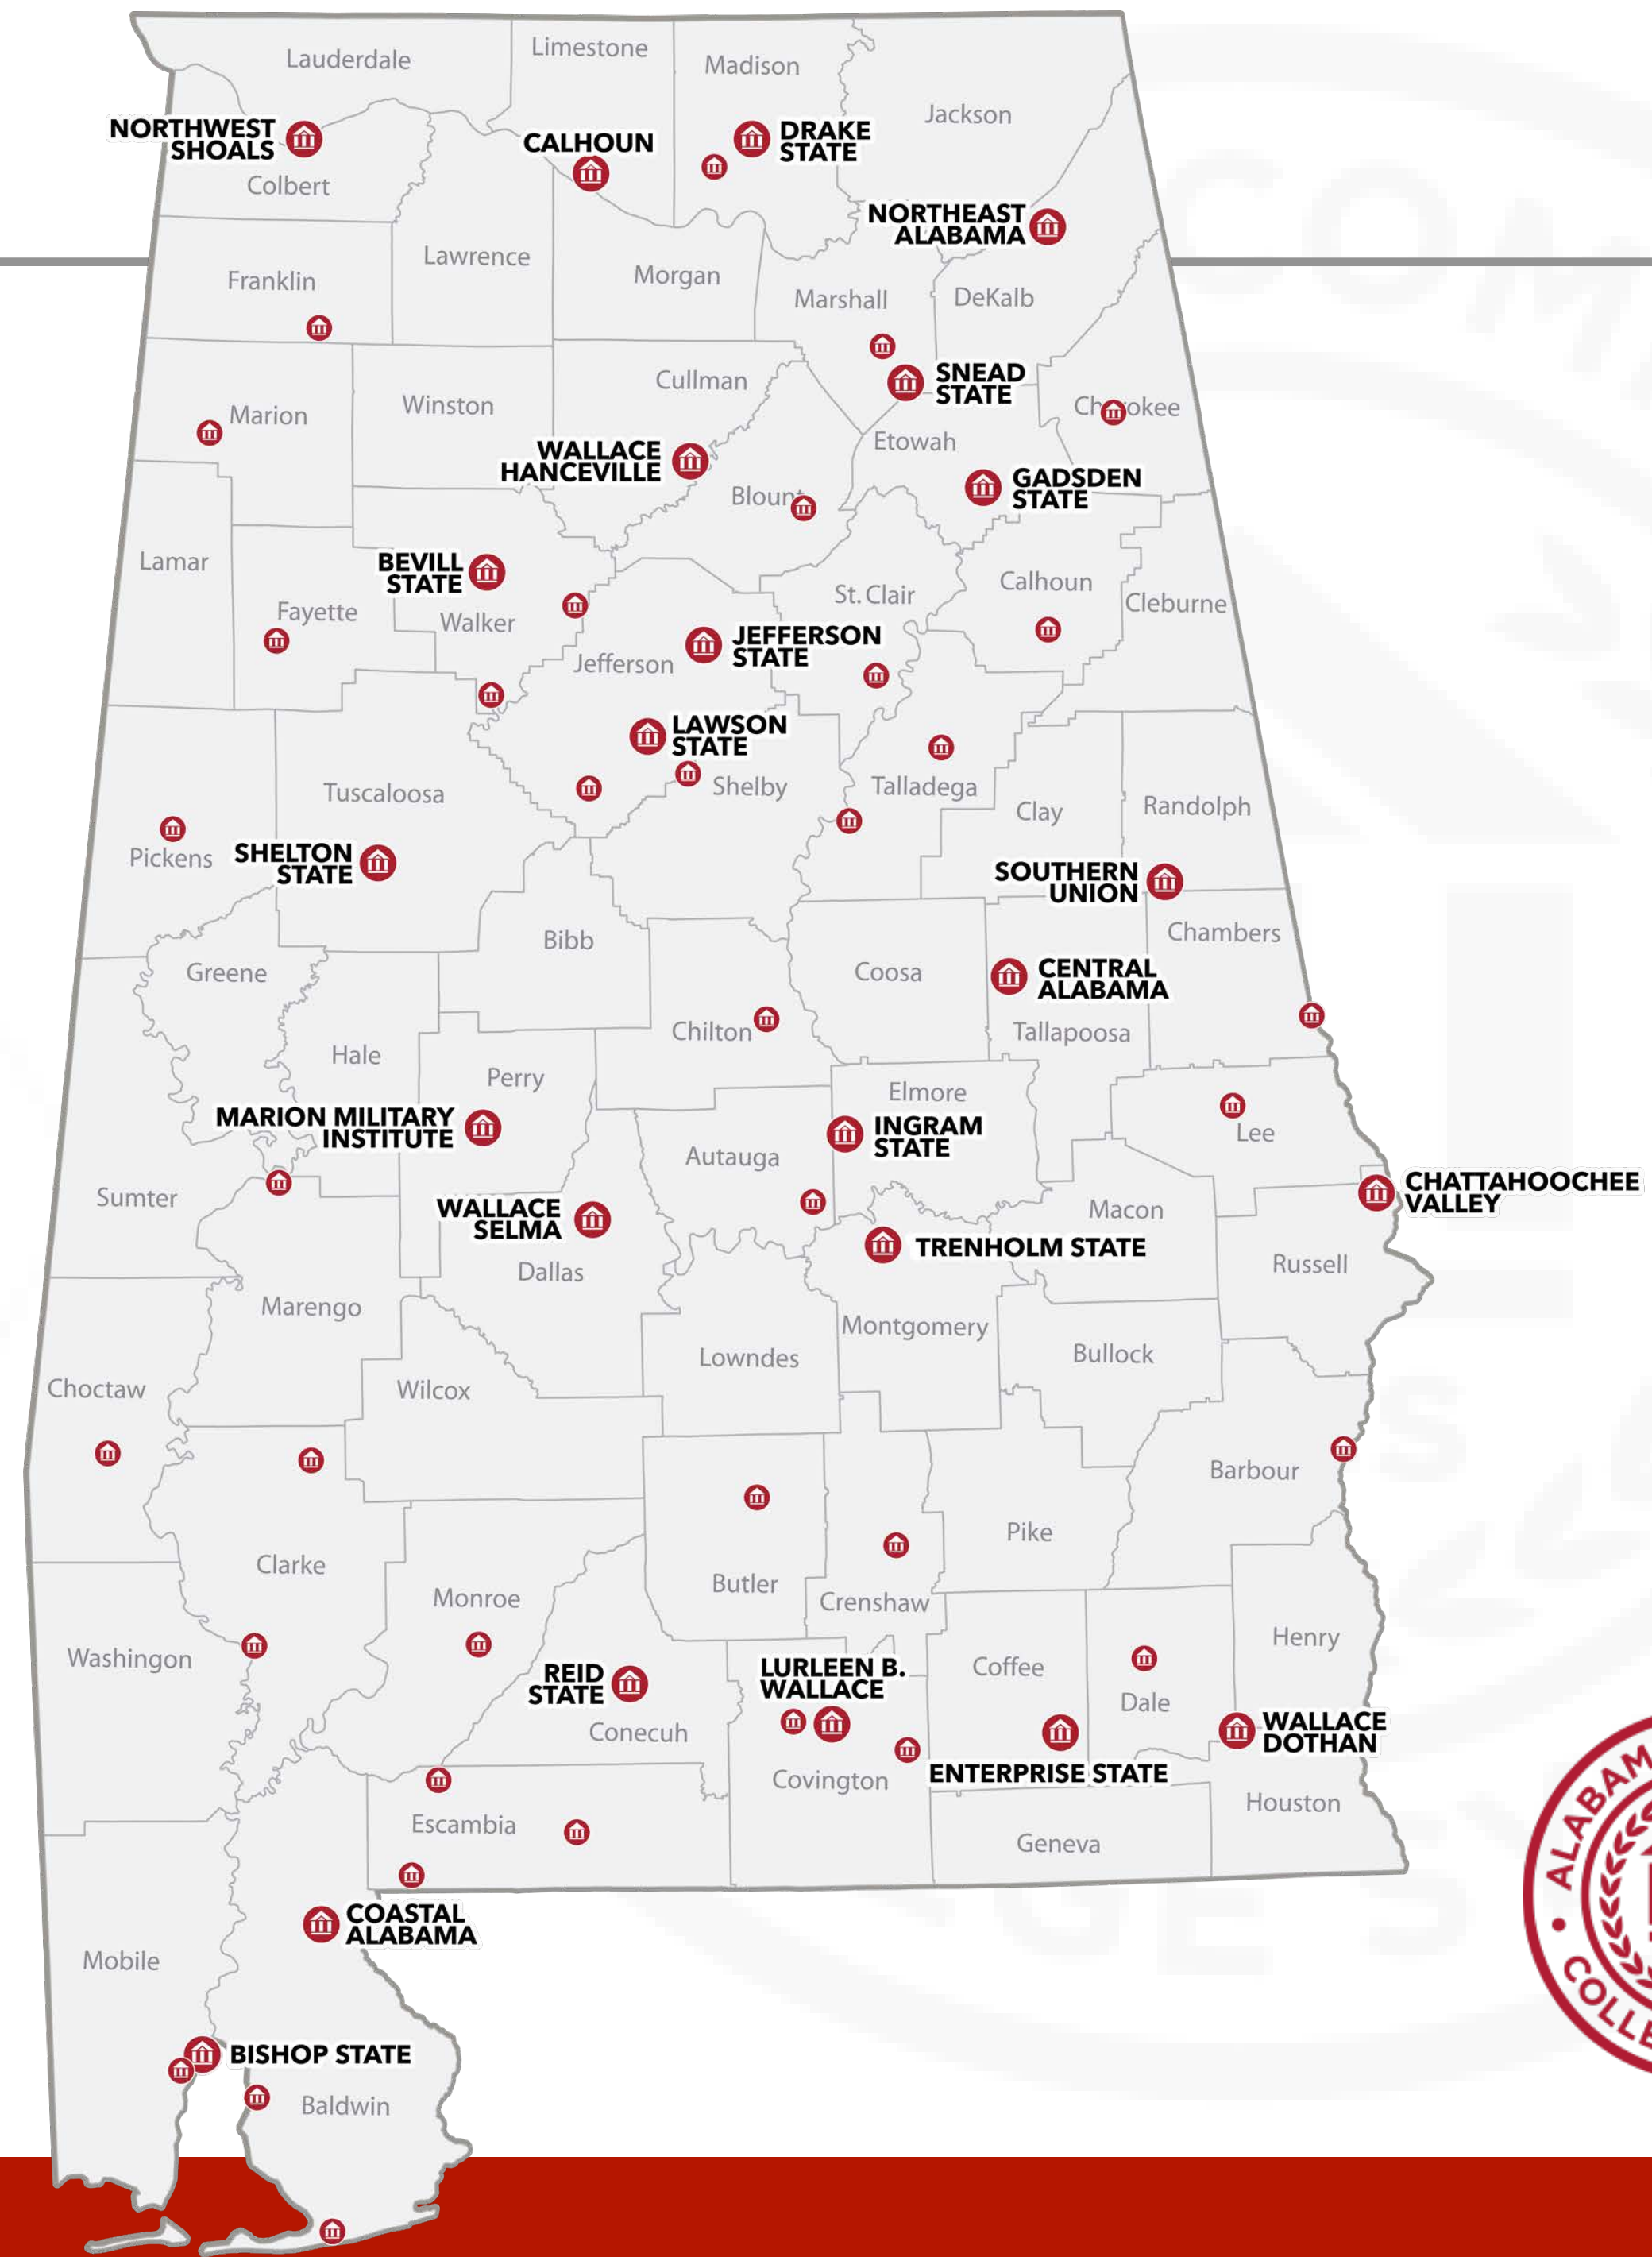 Lauderdale
Limestone
Madison
Jackson
NORTHWEST
SHOALS
CALHOUN
DRAKE
STATE
Colbert
NORTHEAST
ALABAMA
Lawrence
Franklin
Morgan
Marshall
DeKalb
SNEAD
STATE
Cullman
Winston
Marion
Cherokee
Etowah
WALLACE
HANCEVILLE
GADSDEN
STATE
Blount
Lamar
BEVILL
STATE
Calhoun
St. Clair
Cleburne
Fayette
Walker
JEFFERSON
STATE
Jefferson
LAWSON
STATE
Tuscaloosa
Shelby
Talladega
Clay
Randolph
Pickens
SHELTON
STATE
SOUTHERN
UNION
Chambers
Bibb
Greene
Coosa
CENTRAL
ALABAMA
Chilton
Tallapoosa
Hale
Perry
Elmore
MARION MILITARY
INSTITUTE
INGRAM
STATE
Lee
Autauga
Sumter
CHATTAHOOCHEE
VALLEY
WALLACE
SELMA
Macon
TRENHOLM STATE
Dallas
Russell
Marengo
Montgomery
Lowndes
Bullock
Choctaw
Wilcox
Barbour
Pike
Clarke
Butler
Monroe
Crenshaw
Henry
Washingon
REID
STATE
LURLEEN B.
WALLACE
Coffee
Dale
Conecuh
WALLACE
DOTHAN
ENTERPRISE STATE
Covington
Houston
Escambia
Geneva
COASTAL
ALABAMA
Mobile
BISHOP STATE
Baldwin